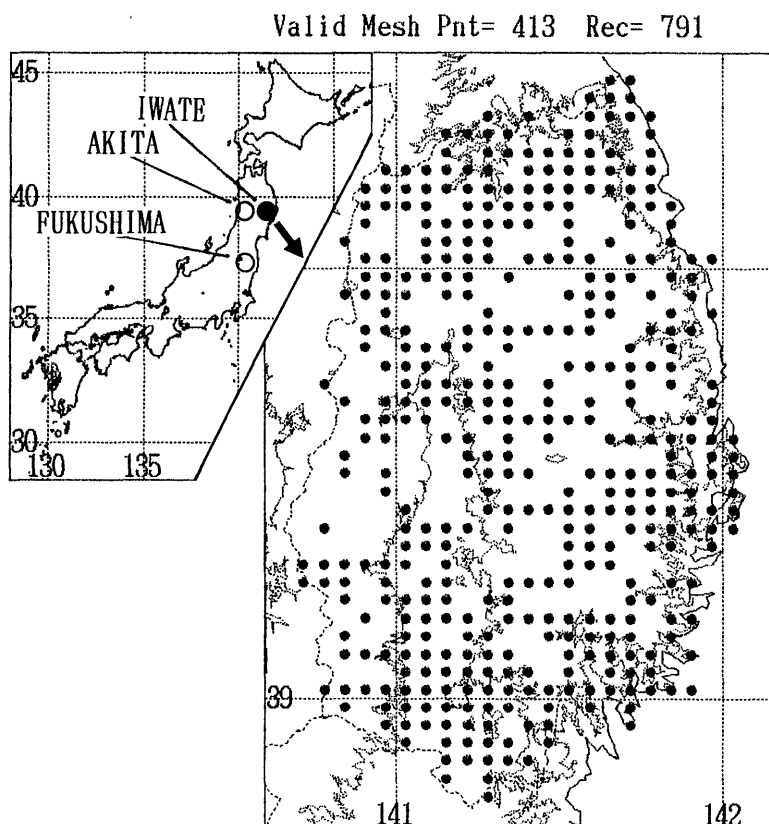 Valid Mesh Pnt= 413 Rec= 791
45
IWATE
AKITA
40
FUKUSHIMA
35
30
130
135
39
141
142